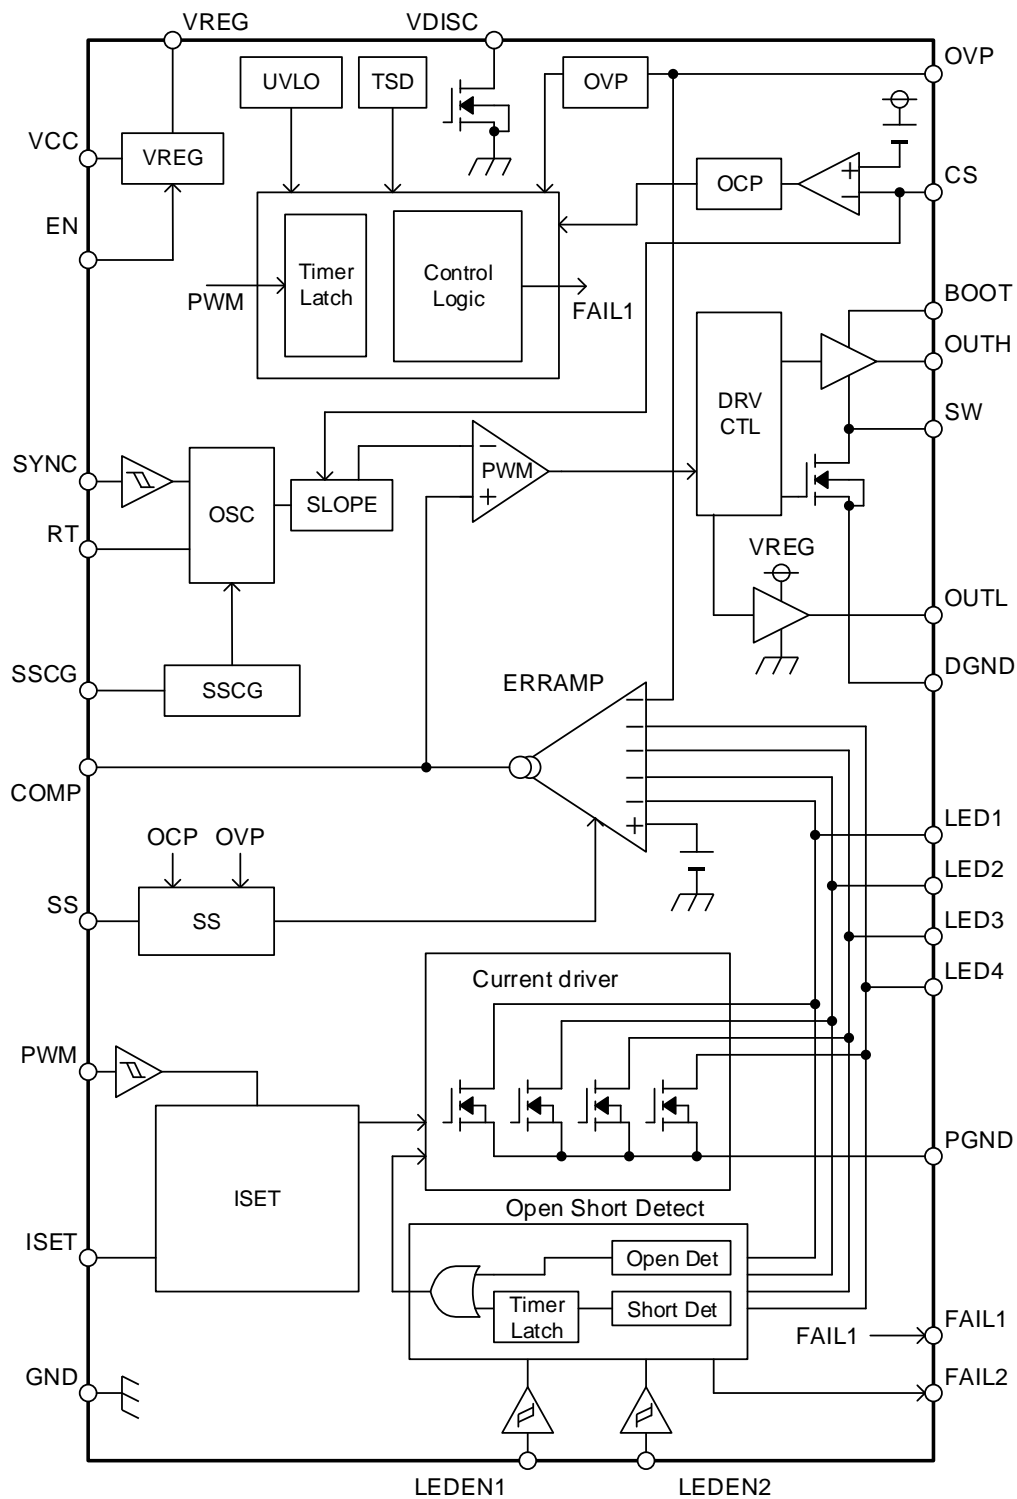 VREG
VDISC
OVP
UVLO
TSD
OVP
VCC
VREG
OCP
+
−
CS
EN
Timer
Latch
Control
Logic
PWM
FAIL1
BOOT
OUTH
DRV
CTL
SW
SYNC
OSC
SLOPE
−
PWM
+
RT
VREG
OUTL
SSCG
SSCG
ERRAMP
DGND
−
−
−
−
−
+
COMP
OCP
OVP
LED1
LED2
SS
SS
LED3
LED4
Current driver
PWM
ISET
PGND
Open Short Detect
ISET
Open Det
Timer
Latch
Short Det
FAIL1
FAIL1
GND
FAIL2
LEDEN1
LEDEN2